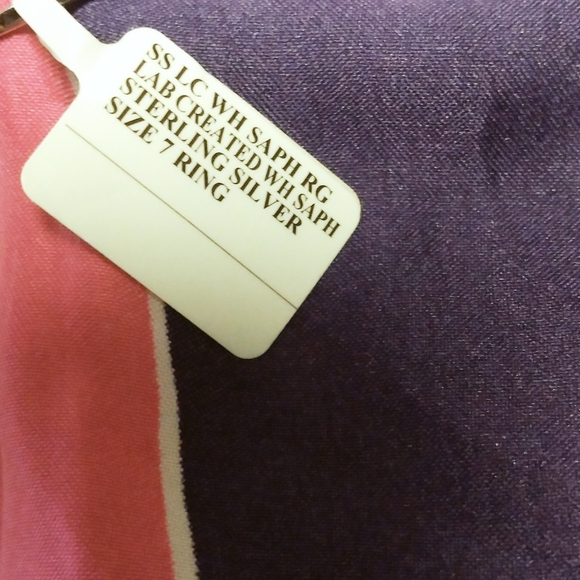 SS LC WH SAPH RG
LAB CREATED WH SAPH
STERLING SILVER
SIZE 7 RING